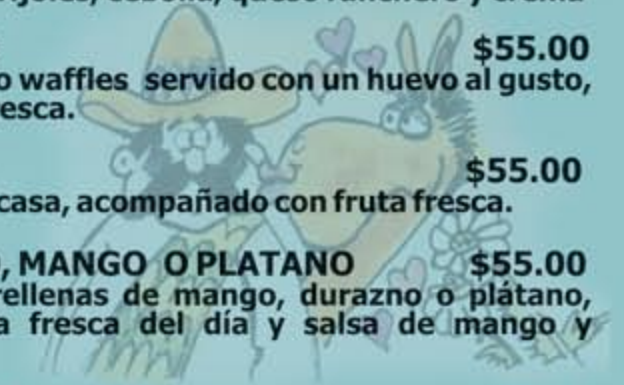 cebolla, queso ranchero y crema
$55.00
o waffles servido con un huevo al gusto,
esca.
$55.00
casa, acompañado con fruta fresca.
, MANGO O PLATANO $55.00
rellenas de mango, durazno o plátano,
a fresca del día y salsa de mango y